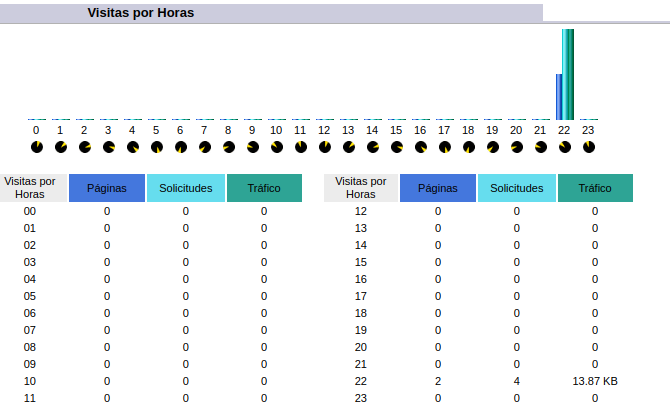 Visitas por Horas
0 1 2 3 4 5 6 7 8 9 10 11 12 13 14 15 16 17 18 19 20 21 22 23
Visitas por Horas Páginas Solicitudes Tráfico Visitas por Horas Páginas Solicitudes Tráfico
00 0 0 0 12 0 0 0
01 0 0 0 13 0 0 0
02 0 0 0 14 0 0 0
03 0 0 0 15 0 0 0
04 0 0 0 16 0 0 0
05 0 0 0 17 0 0 0
06 0 0 0 18 0 0 0
07 0 0 0 19 0 0 0
08 0 0 0 20 0 0 0
09 0 0 0 21 0 0 0
10 0 0 0 22 2 4 13.87 KB
11 0 0 0 23 0 0 0